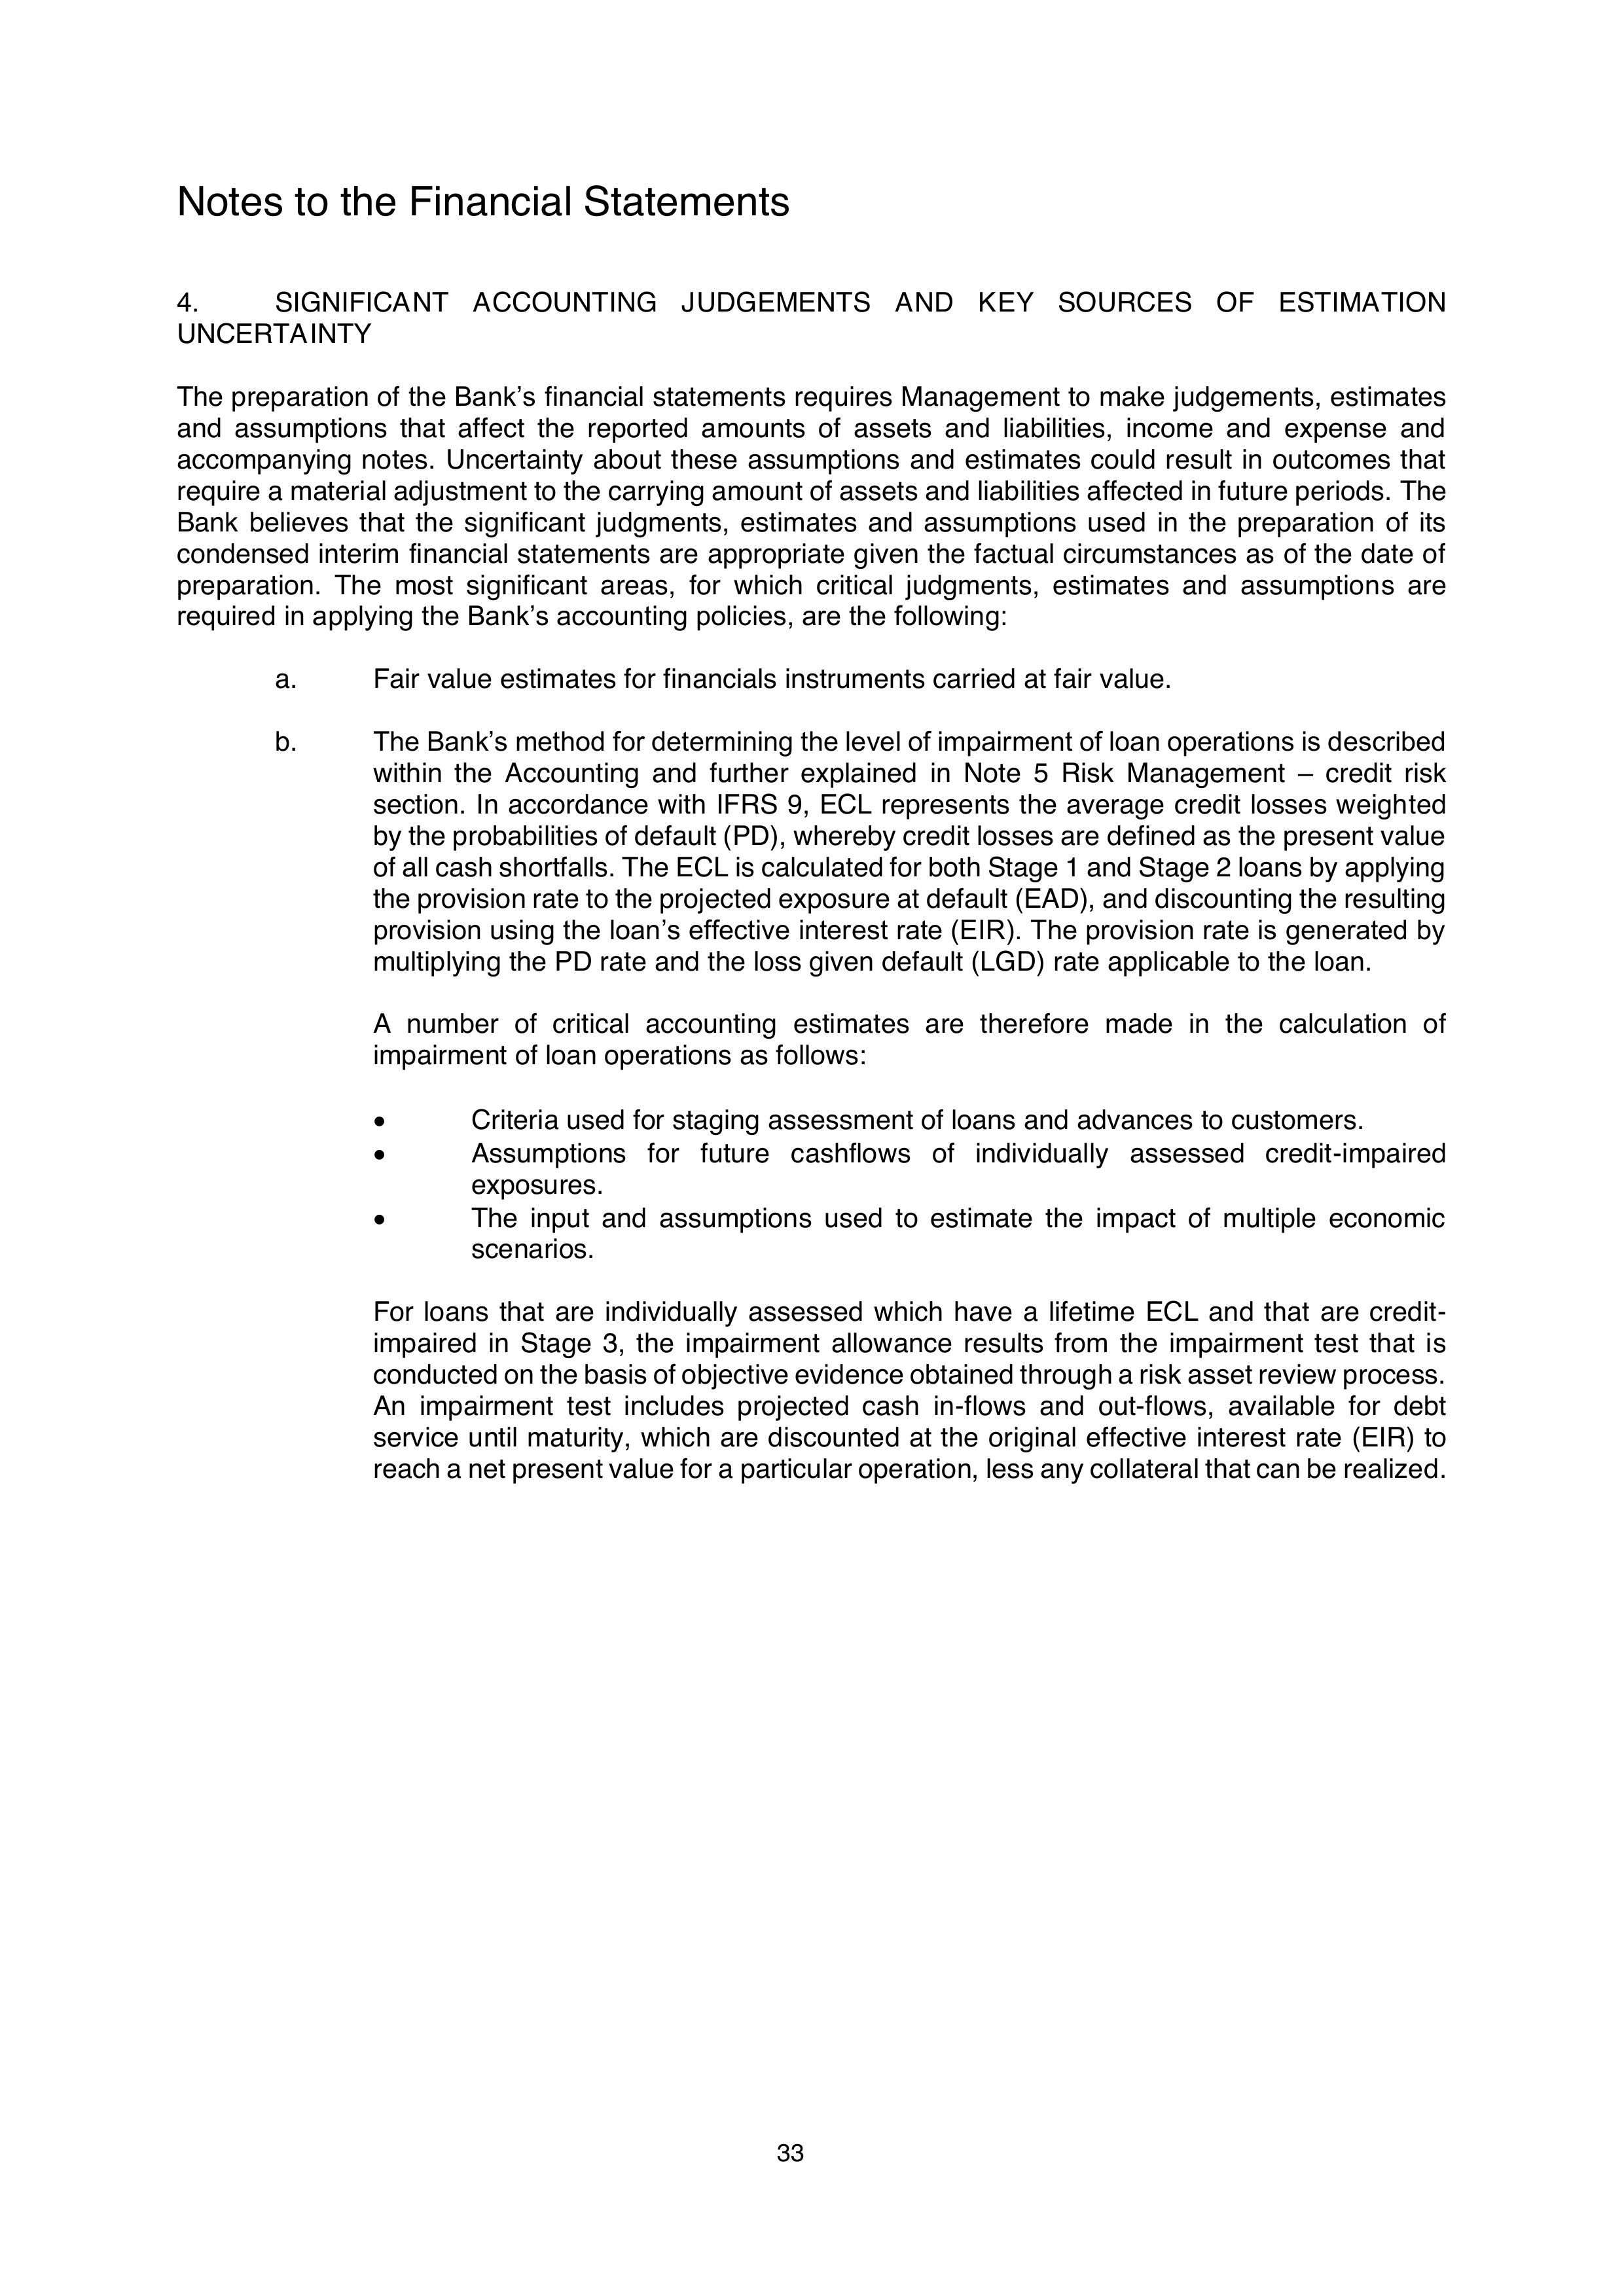 Notes to the Financial Statements
4. SIGNIFICANT ACCOUNTING JUDGEMENTS AND KEY SOURCES OF ESTIMATION
UNCERTAINTY
The preparation of the Bank’s financial statements requires Management to make judgements, estimates
and assumptions that affect the reported amounts of assets and liabilities, income and expense and
accompanying notes. Uncertainty about these assumptions and estimates could result in outcomes that
require a material adjustment to the carrying amount of assets and liabilities affected in future periods. The
Bank believes that the significant judgments, estimates and assumptions used in the preparation of its
condensed interim financial statements are appropriate given the factual circumstances as of the date of
preparation. The most significant areas, for which critical judgments, estimates and assumptions are
required in applying the Bank’s accounting policies, are the following:
a. Fair value estimates for financials instruments carried at fair value.
b. The Bank’s method for determining the level of impairment of loan operations is described
within the Accounting and further explained in Note 5 Risk Management – credit risk
section. In accordance with IFRS 9, ECL represents the average credit losses weighted
by the probabilities of default (PD), whereby credit losses are defined as the present value
of all cash shortfalls. The ECL is calculated for both Stage 1 and Stage 2 loans by applying
the provision rate to the projected exposure at default (EAD), and discounting the resulting
provision using the loan’s effective interest rate (EIR). The provision rate is generated by
multiplying the PD rate and the loss given default (LGD) rate applicable to the loan.
A number of critical accounting estimates are therefore made in the calculation of
impairment of loan operations as follows:
• Criteria used for staging assessment of loans and advances to customers.
• Assumptions for future cashflows of individually assessed credit-impaired
exposures.
• The input and assumptions used to estimate the impact of multiple economic
scenarios.
For loans that are individually assessed which have a lifetime ECL and that are credit-
impaired in Stage 3, the impairment allowance results from the impairment test that is
conducted on the basis of objective evidence obtained through a risk asset review process.
An impairment test includes projected cash in-flows and out-flows, available for debt
service until maturity, which are discounted at the original effective interest rate (EIR) to
reach a net present value for a particular operation, less any collateral that can be realized.
33